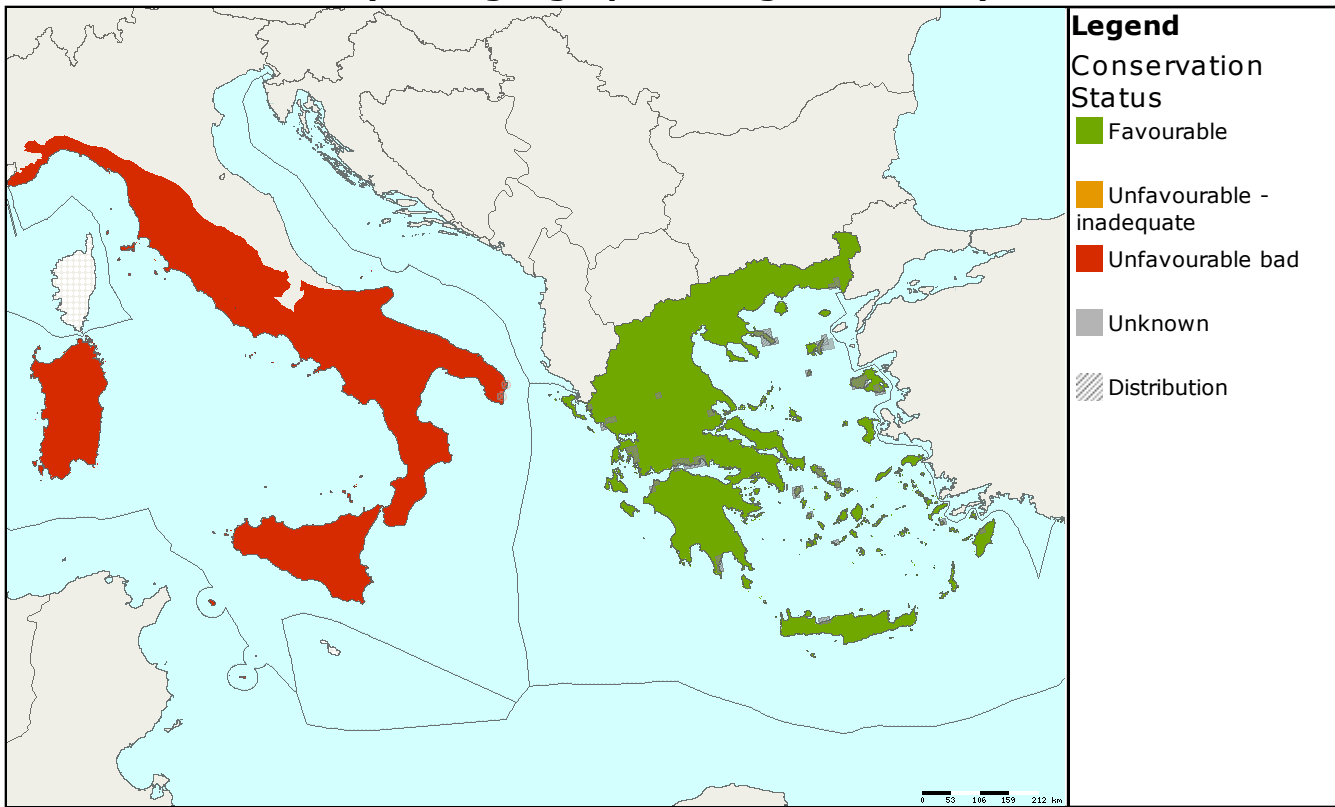 Legend
Conservation
Status
Favourable
Unfavourable -
inadequate
Unfavourable bad
Unknown
Distribution
0 53 106 159 212 km